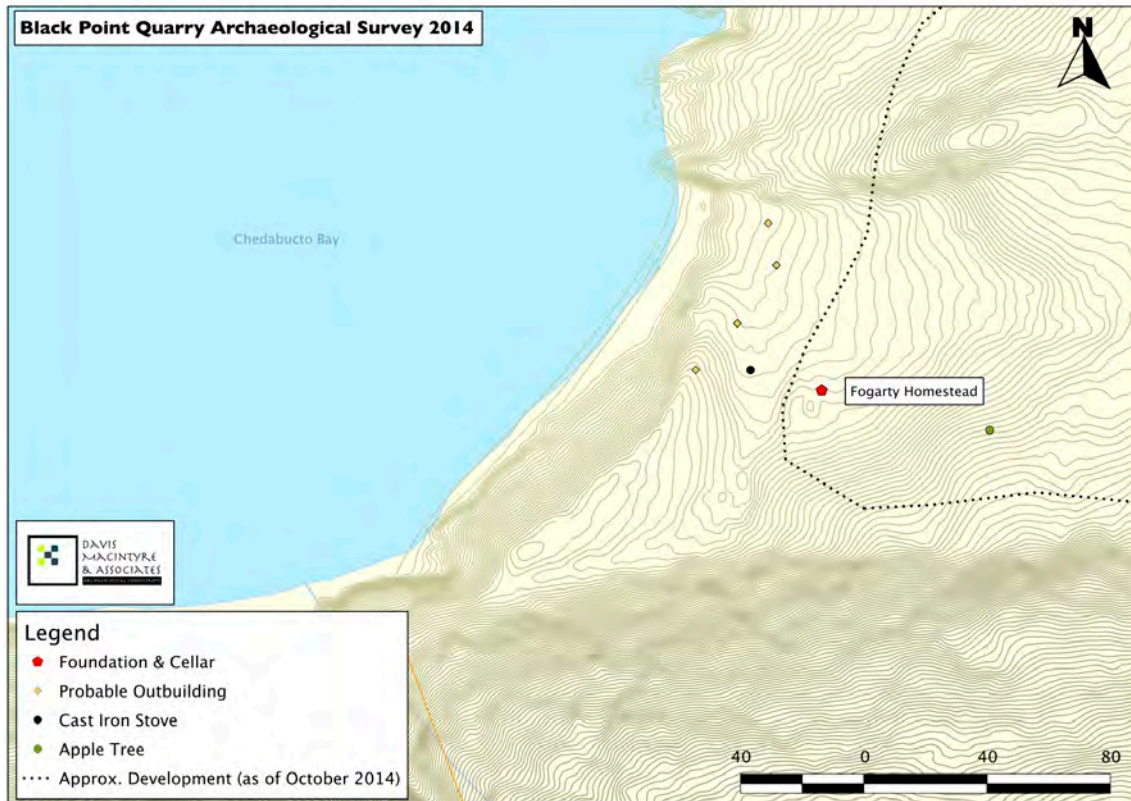 Black Point Quarry Archaeological Survey 2014
N
Chedabucto Bay
Fogarty Homestead
DAVIS
MACINTYRE
& ASSOCIATES
Legend
Foundation & Cellar
Probable Outbuilding
Cast Iron Stove
Apple Tree
Approx. Development (as of October 2014)
40 0 40 80